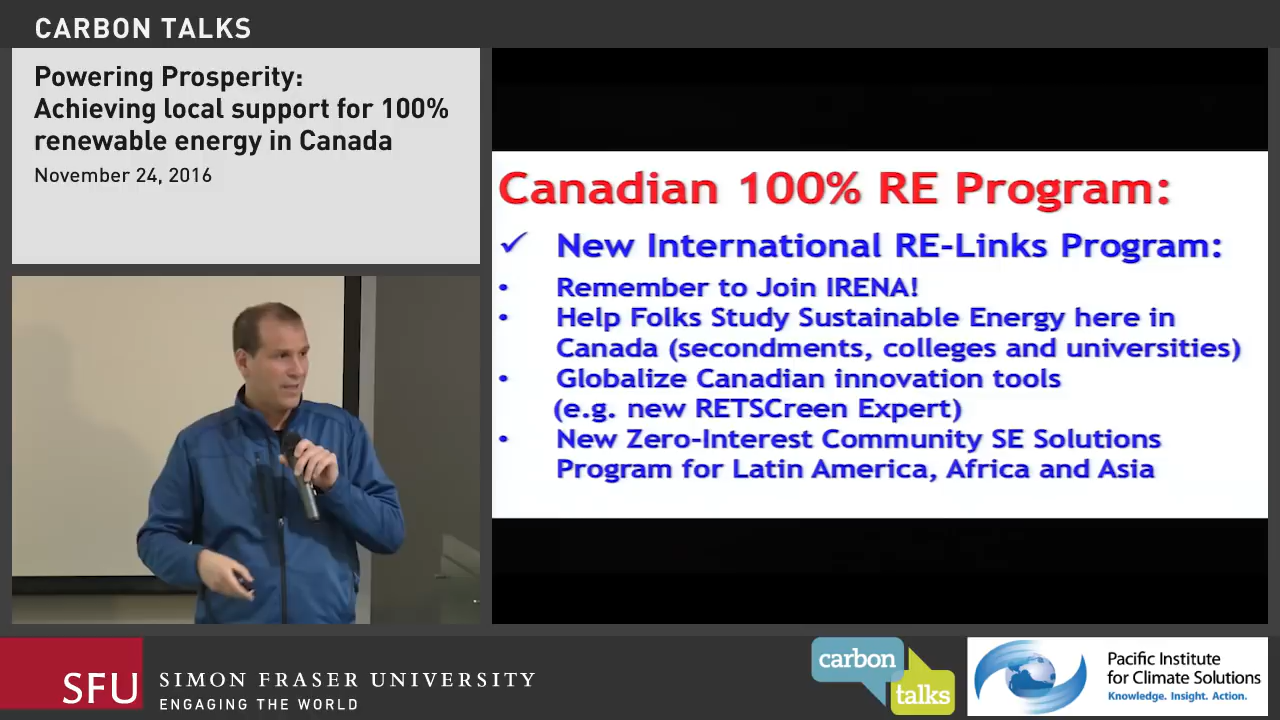 CARBON TALKS
Powering Prosperity:
Achieving local support for 100%
renewable energy in Canada
November 24, 2016
Canadian 100% RE Program:
✓ New International RE-Links Program:
• Remember to Join IRENA!
• Help Folks Study Sustainable Energy here in
Canada (secondments, colleges and universities)
• Globalize Canadian innovation tools
(e.g. new RETSCreen Expert)
• New Zero-Interest Community SE Solutions
Program for Latin America, Africa and Asia
SFU SIMON FRASER UNIVERSITY
ENGAGING THE WORLD
carbon
talks
Pacific Institute
for Climate Solutions
Knowledge. Insight. Action.